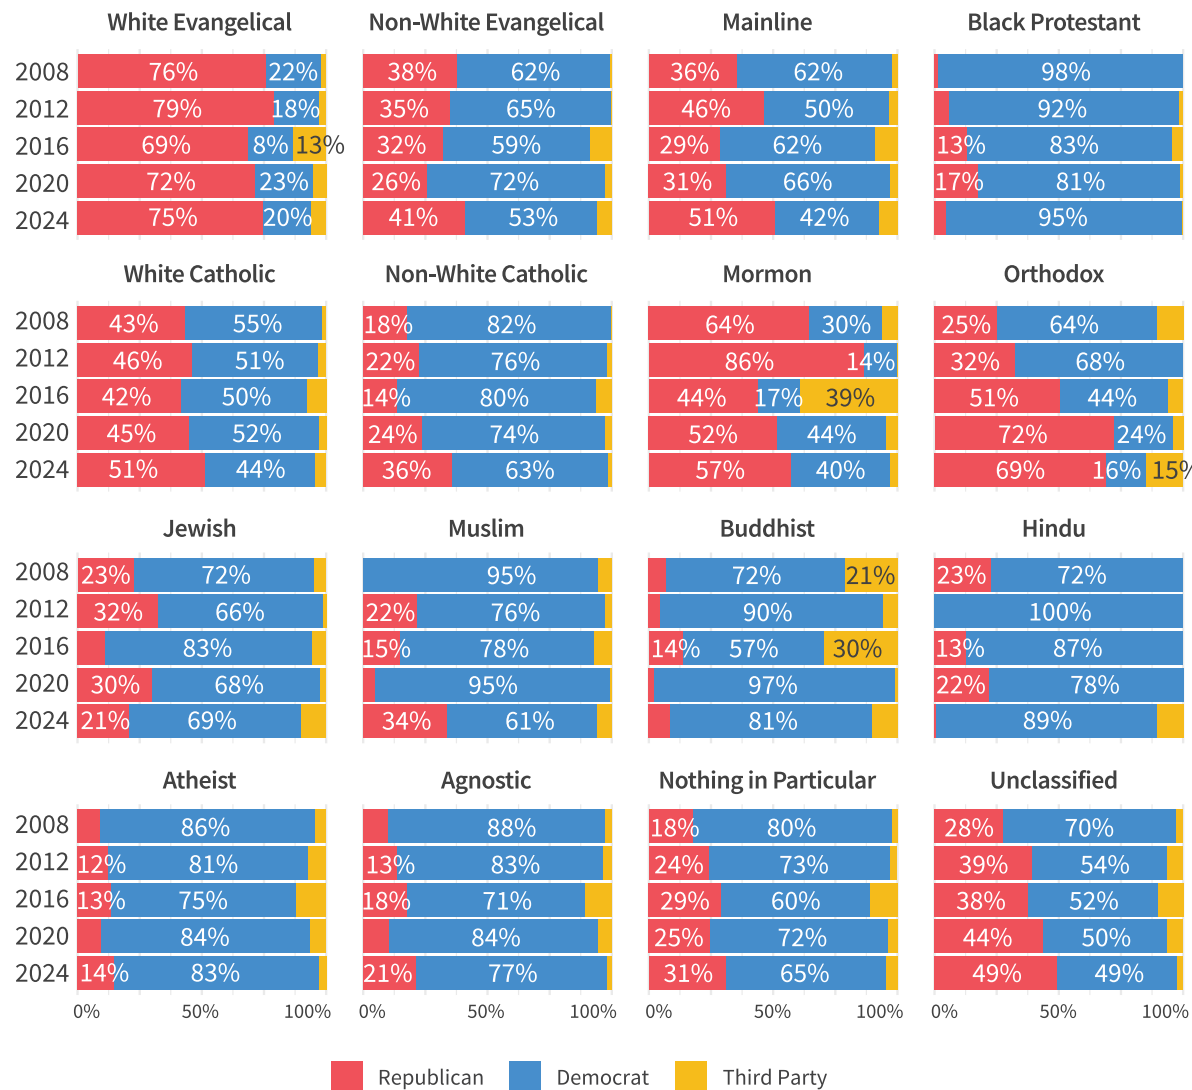 White Evangelical Non-White Evangelical Mainline Black Protestant
2008 76% 22% 38% 62% 36% 62% 98%
2012 79% 18% 35% 65% 46% 50% 92%
2016 69% 8% 13% 32% 59% 29% 62% 13% 83%
2020 72% 23% 26% 72% 31% 66% 17% 81%
2024 75% 20% 41% 53% 51% 42% 95%
White Catholic Non-White Catholic Mormon Orthodox
2008 43% 55% 18% 82% 64% 30% 25% 64%
2012 46% 51% 22% 76% 86% 14% 32% 68%
2016 42% 50% 14% 80% 44% 17% 39% 51% 44%
2020 45% 52% 24% 74% 52% 44% 72% 24%
2024 51% 44% 36% 63% 57% 40% 69% 16% 15%
Jewish Muslim Buddhist Hindu
2008 23% 72% 95% 72% 21% 23% 72%
2012 32% 66% 22% 76% 90% 100%
2016 83% 15% 78% 14% 57% 30% 13% 87%
2020 30% 68% 95% 97% 22% 78%
2024 21% 69% 34% 61% 81% 89%
Atheist Agnostic Nothing in Particular Unclassified
2008 86% 88% 18% 80% 28% 70%
2012 12% 81% 13% 83% 24% 73% 39% 54%
2016 13% 75% 18% 71% 29% 60% 38% 52%
2020 84% 84% 25% 72% 44% 50%
2024 14% 83% 21% 77% 31% 65% 49% 49%
0% 50% 100% 0% 50% 100% 0% 50% 100% 0% 50% 100%
Republican Democrat Third Party